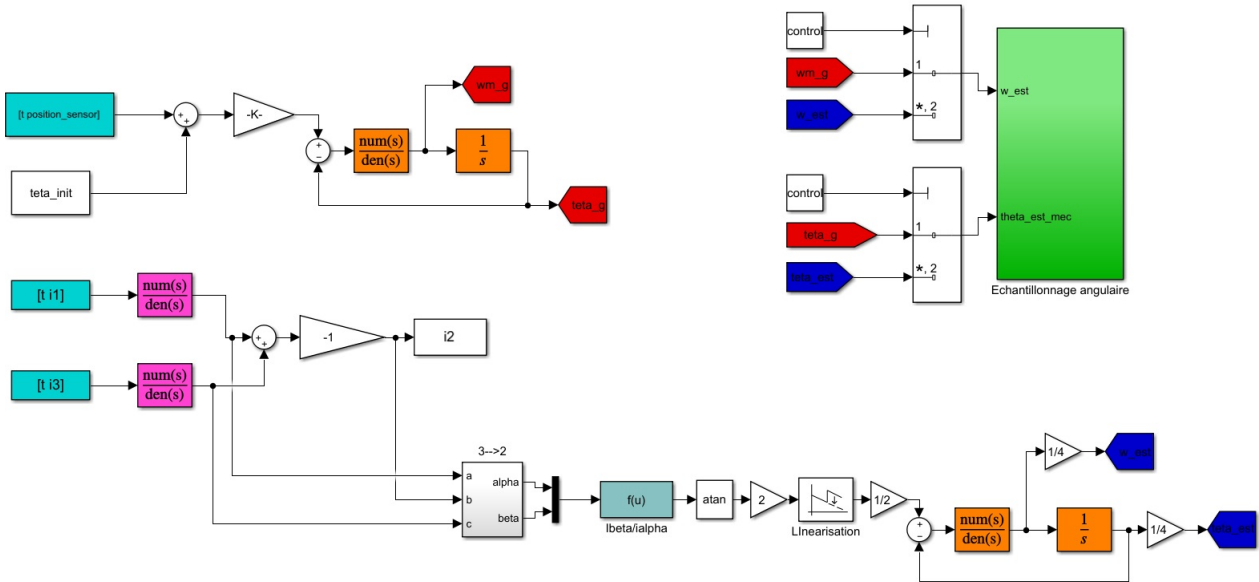 control
1
wm_g
w_est
*, 2
w_est
control
1
teta_g
teta_est
*, 2
theta_est_mec
Echantillonnage angulaire
[t position_sensor]
+
+
-K-
teta_init
+
−
num(s)
den(s)
1
s
wm_g
teta_g
[t i1]
num(s)
den(s)
[t i3]
num(s)
den(s)
+
+
-1
i2
3-->2
a
b
c
alpha
beta
f(u)
Ibeta/ialpha
atan
2
LInearisation
1/2
+
−
num(s)
den(s)
1
s
1/4
w_est
1/4
teta_est